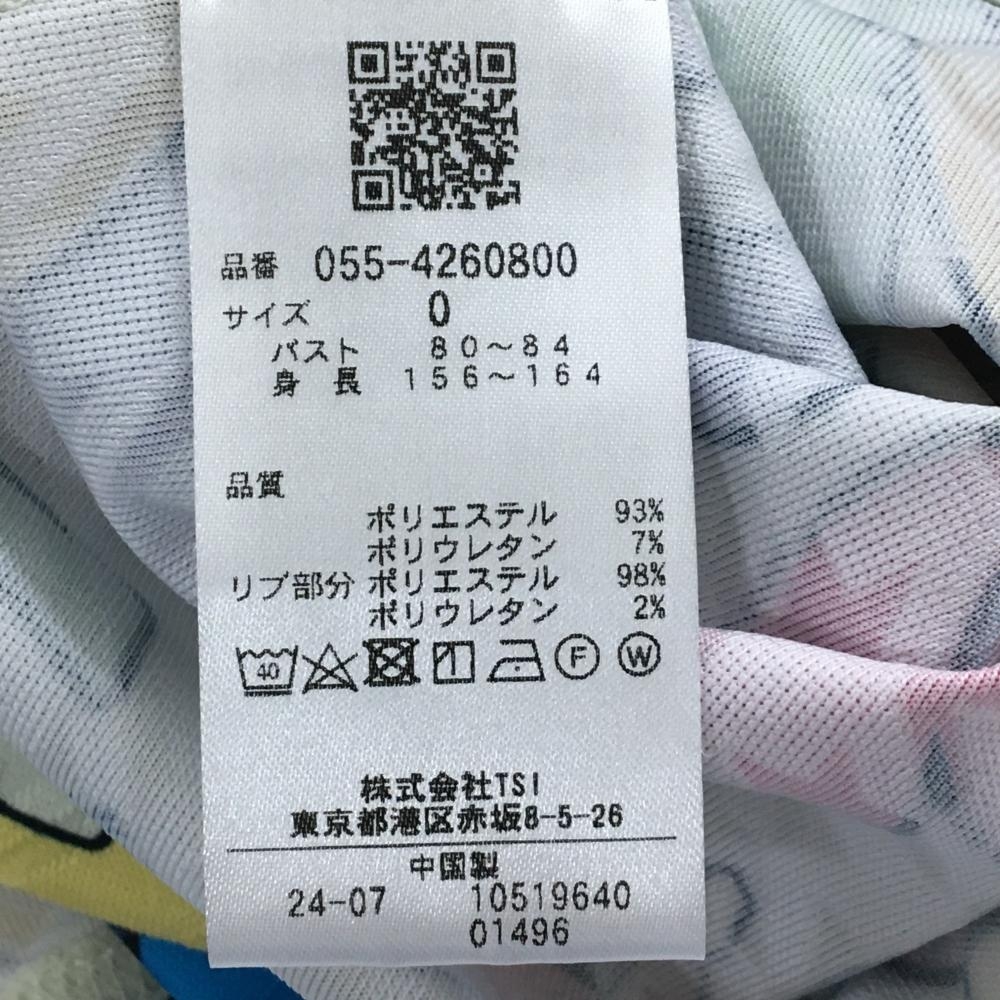 品番 055-4260800
サイズ 0
バスト 80～84
身長 156～164
品質
ポリエステル 93%
ポリウレタン 7%
リブ部分 ポリエステル 98%
ポリウレタン 2%
40 F W
株式会社TSI
東京都港区赤坂8-5-26
中国製
24-07 10519640
01496